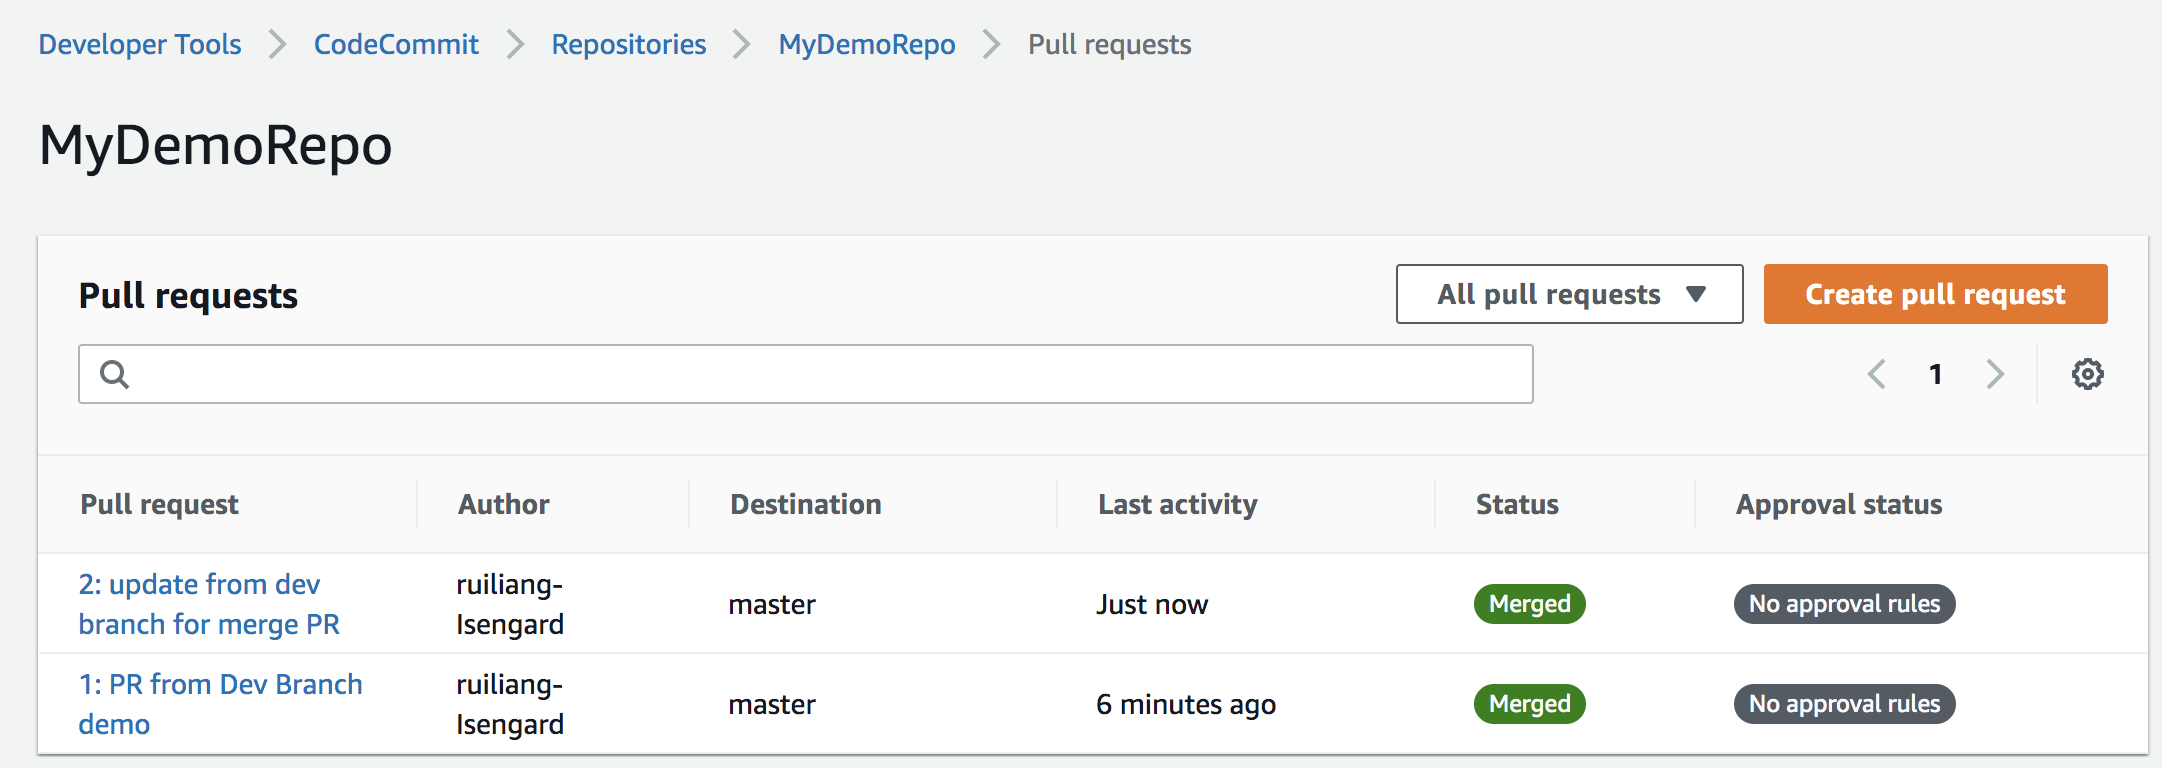 Developer Tools CodeCommit Repositories MyDemoRepo Pull requests
MyDemoRepo
Pull requests
All pull requests
Create pull request
1
Pull request Author Destination Last activity Status Approval status
2: update from dev
branch for merge PR
ruiliang-
Isengard
master
Just now
Merged
No approval rules
1: PR from Dev Branch
demo
ruiliang-
Isengard
master
6 minutes ago
Merged
No approval rules